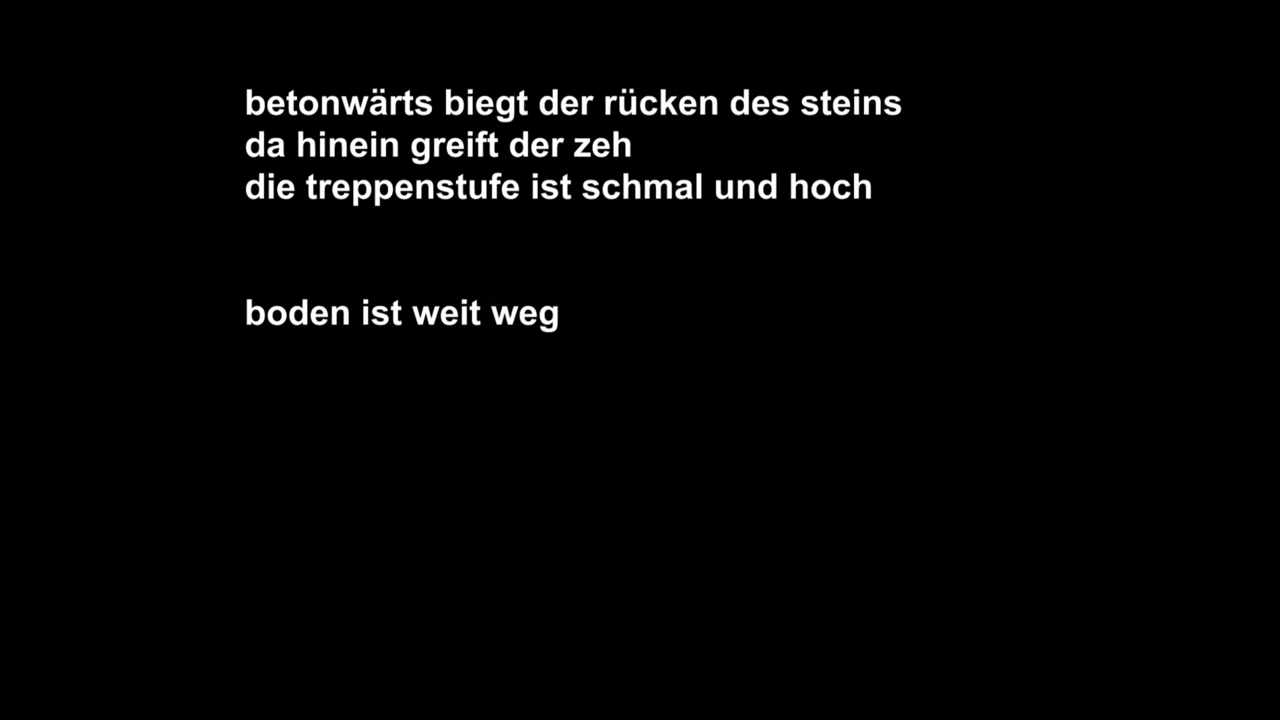 betonwärts biegt der rücken des steins
da hinein greift der zeh
die treppenstufe ist schmal und hoch
boden ist weit weg